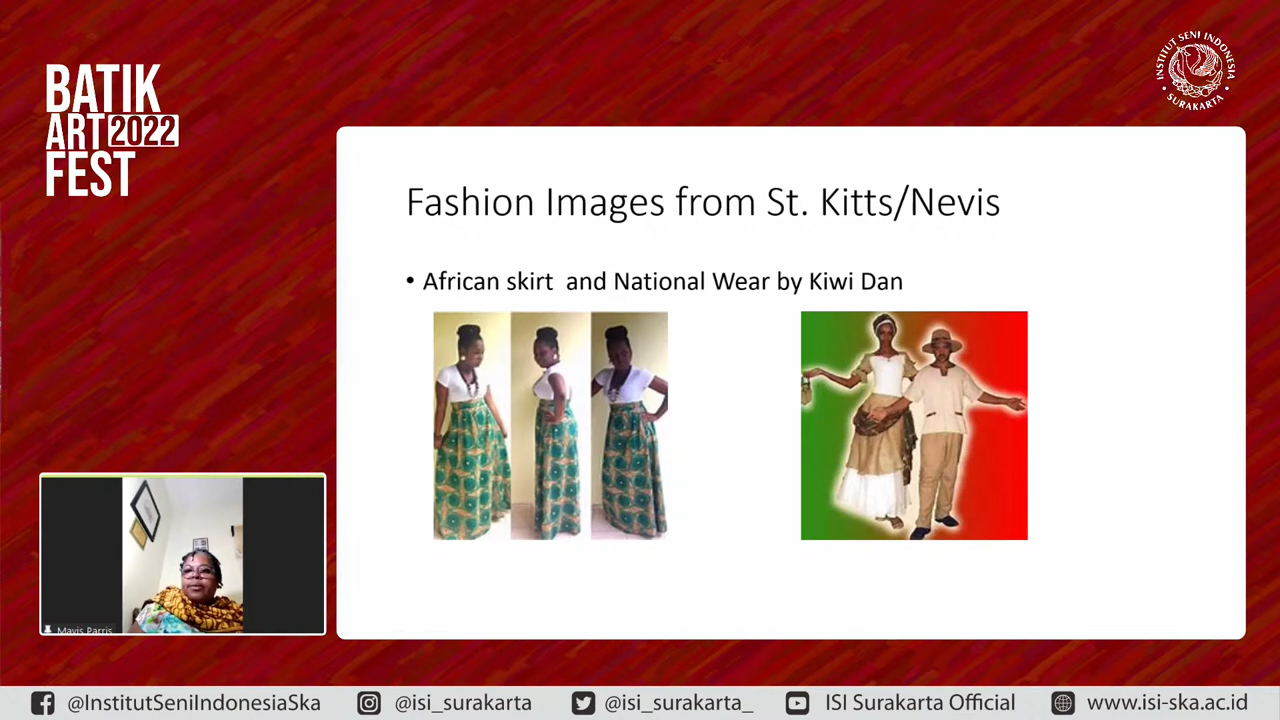 BATIK
ART 2022
FEST
INSTITUT SENI INDONESIA
• SURAKARTA •
Fashion Images from St. Kitts/Nevis
• African skirt and National Wear by Kiwi Dan
Mavis Parris
@InstitutSeniIndonesiaSka
@isi_surakarta
@isi_surakarta_
ISI Surakarta Official
www.isi-ska.ac.id